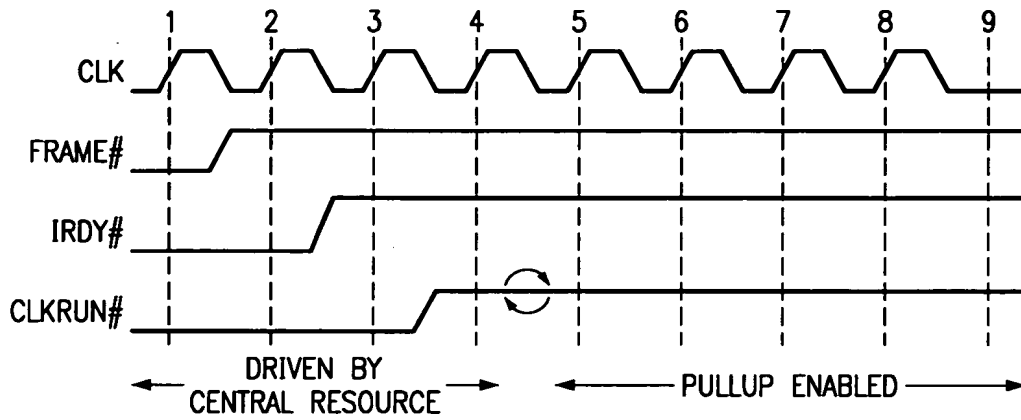 1 2 3 4 5 6 7 8 9
CLK
FRAME#
IRDY#
CLKRUN#
DRIVEN BY
CENTRAL RESOURCE
PULLUP ENABLED